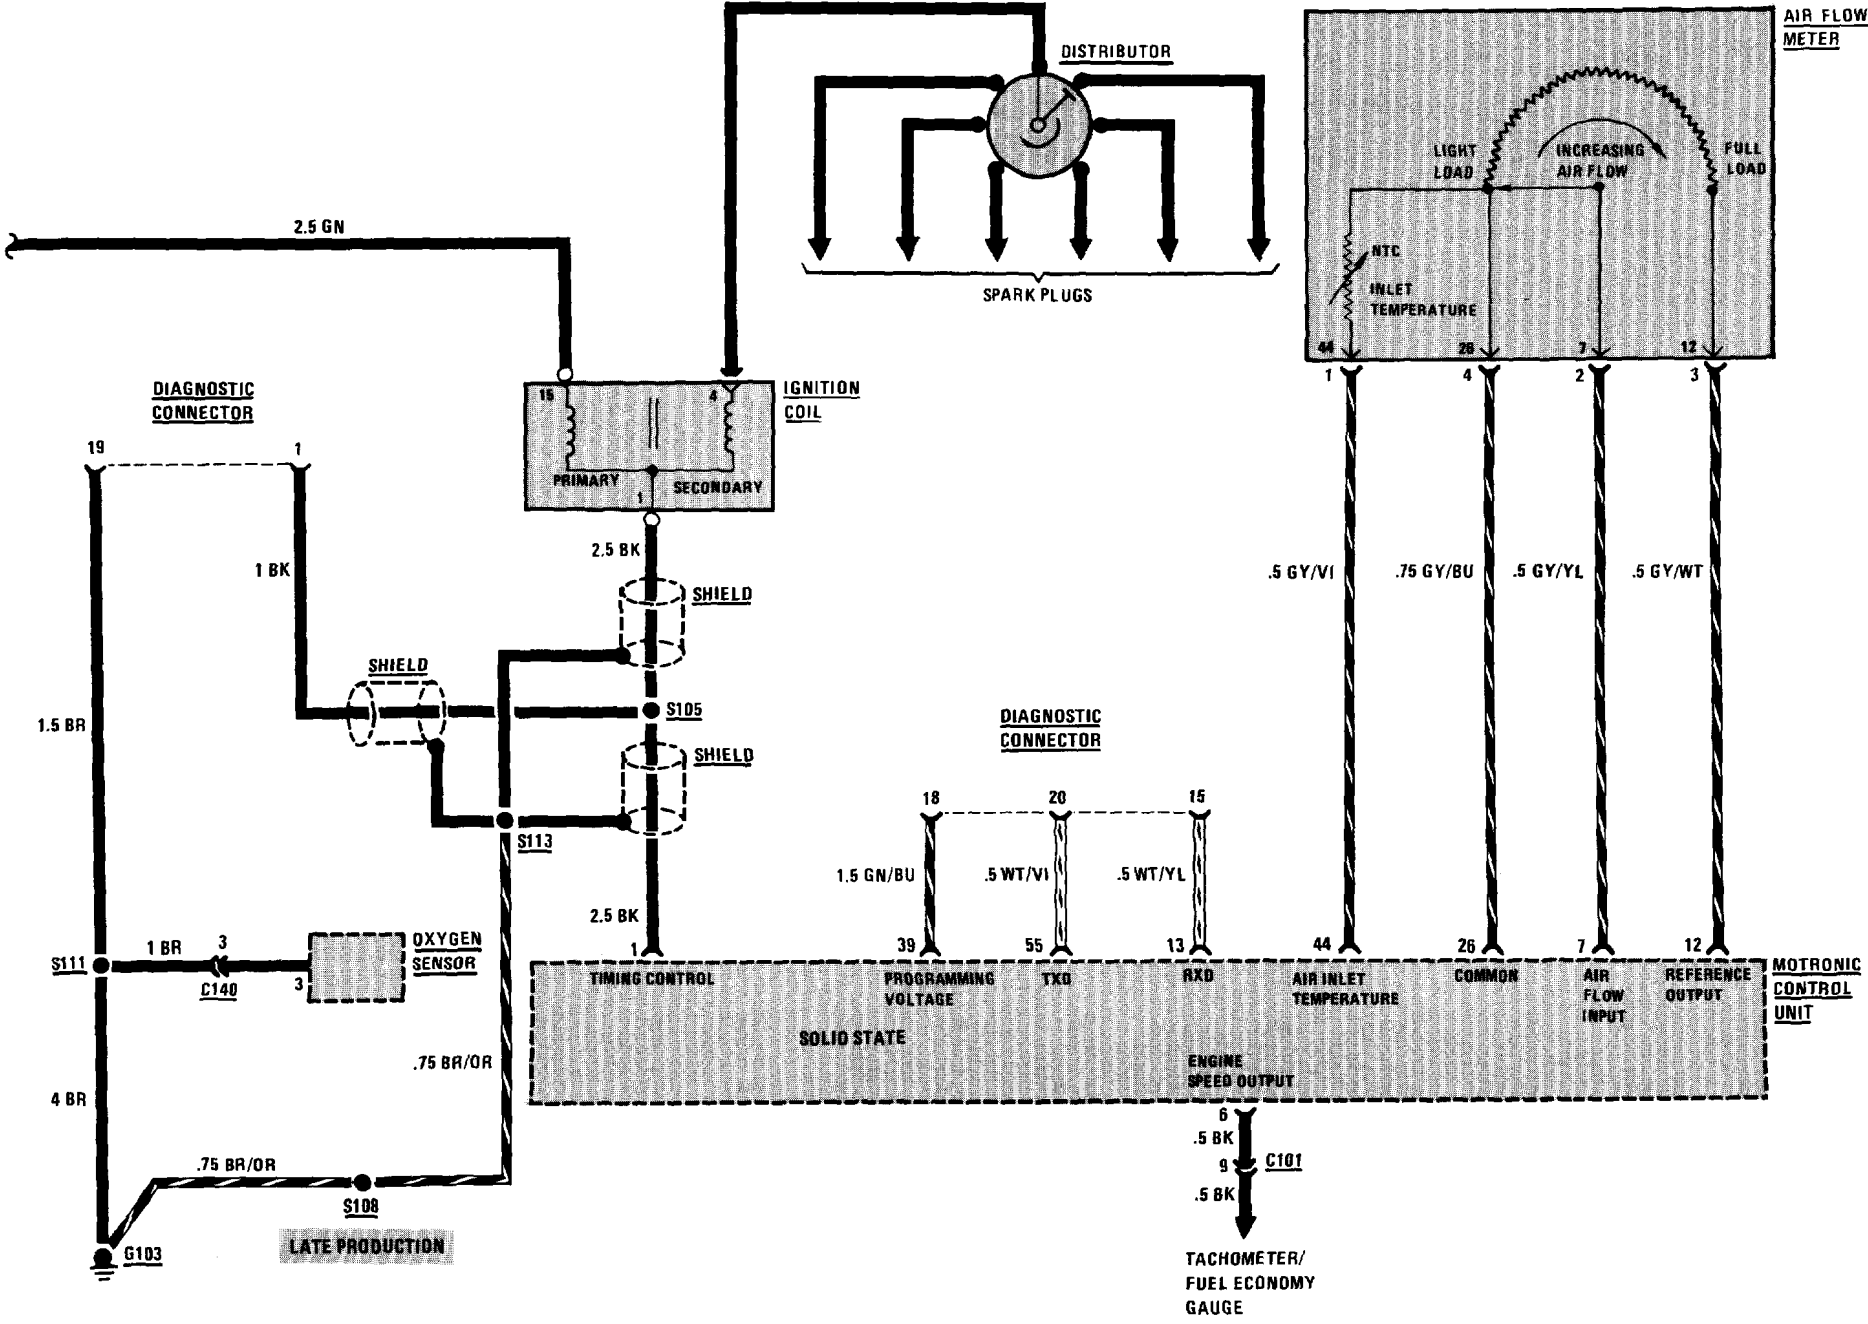 AIR FLOW
METER
DISTRIBUTOR
LIGHT
LOAD
INCREASING
AIR FLOW
FULL
LOAD
2.5 GN
NTC
INLET
TEMPERATURE
SPARK PLUGS
44
26
7
12
1
4
2
3
DIAGNOSTIC
CONNECTOR
15
4
IGNITION
COIL
19
1
PRIMARY
1
SECONDARY
2.5 BK
1 BK
.5 GY/VI
.75 GY/BU
.5 GY/YL
.5 GY/WT
SHIELD
SHIELD
1.5 BR
S105
DIAGNOSTIC
CONNECTOR
SHIELD
18
20
15
S113
1.5 GN/BU
.5 WT/VI
.5 WT/YL
2.5 BK
1
39
55
13
44
26
7
12
1 BR
3
OXYGEN
SENSOR
S111
C140
3
TIMING CONTROL
PROGRAMMING
VOLTAGE
TXD
RXD
AIR INLET
TEMPERATURE
COMMON
AIR
FLOW
INPUT
REFERENCE
OUTPUT
MOTRONIC
CONTROL
UNIT
SOLID STATE
.75 BR/OR
ENGINE
SPEED OUTPUT
4 BR
6
.5 BK
9
C101
.5 BK
.75 BR/OR
S108
G103
LATE PRODUCTION
TACHOMETER/
FUEL ECONOMY
GAUGE